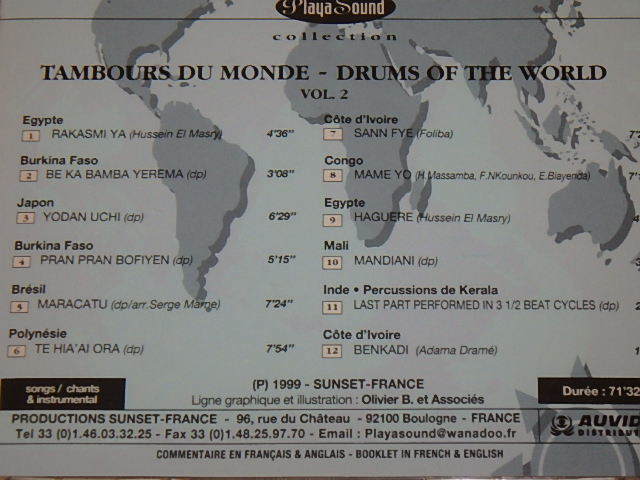 Playa Sound
collection
TAMBOURS DU MONDE - DRUMS OF THE WORLD
VOL. 2
Egypte
1 RAKASMI YA (Hussein El Masry) 4'36"
Burkina Faso
2 BE KA BAMBA YEREMA (dp) 3'08"
Japon
3 YODAN UCHI (dp) 6'29"
Burkina Faso
4 PRAN PRAN BOFIYEN (dp) 5'15"
Brésil
5 MARACATU (dp/arr.Serge Marne) 7'24"
Polynésie
6 TE HIA'AI ORA (dp) 7'54"
Côte d'Ivoire
7 SANN FYE (Foliba)
Congo
8 MAME YO (H.Massamba, F.NKounkou, E.Biayenda)
Egypte
9 HAGUERE (Hussein El Masry)
Mali
10 MANDIANI (dp)
Inde • Percussions de Kerala
11 LAST PART PERFORMED IN 3 1/2 BEAT CYCLES (dp)
Côte d'Ivoire
12 BENKADI (Adama Dramé)
songs / chants
& instrumental
(P) 1999 - SUNSET-FRANCE
Ligne graphique et illustration : Olivier B. et Associés
Durée : 71'32
PRODUCTIONS SUNSET-FRANCE - 96, rue du Château - 92100 Boulogne - FRANCE
Tel 33 (0)1.46.03.32.25 - Fax 33 (0)1.48.25.97.70 - Email : Playasound@wanadoo.fr
AUVID
DISTRIBUT
COMMENTAIRE EN FRANÇAIS & ANGLAIS - BOOKLET IN FRENCH & ENGLISH